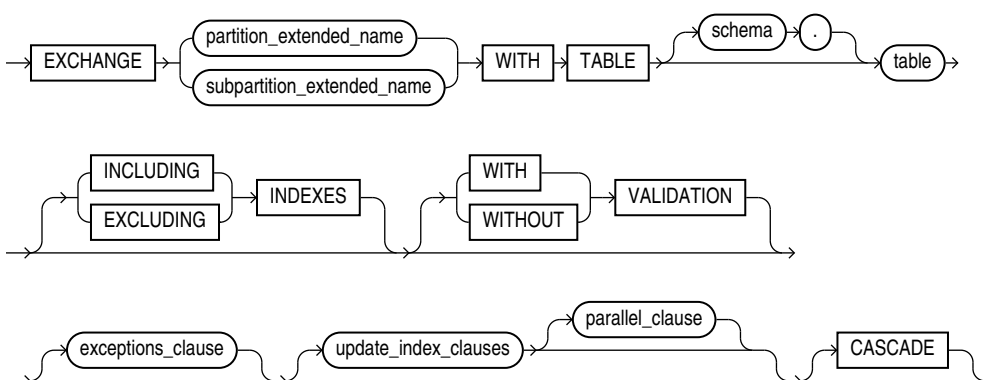 EXCHANGE partition_extended_name subpartition_extended_name WITH TABLE schema . table
INCLUDING EXCLUDING INDEXES WITH WITHOUT VALIDATION
exceptions_clause update_index_clauses parallel_clause CASCADE